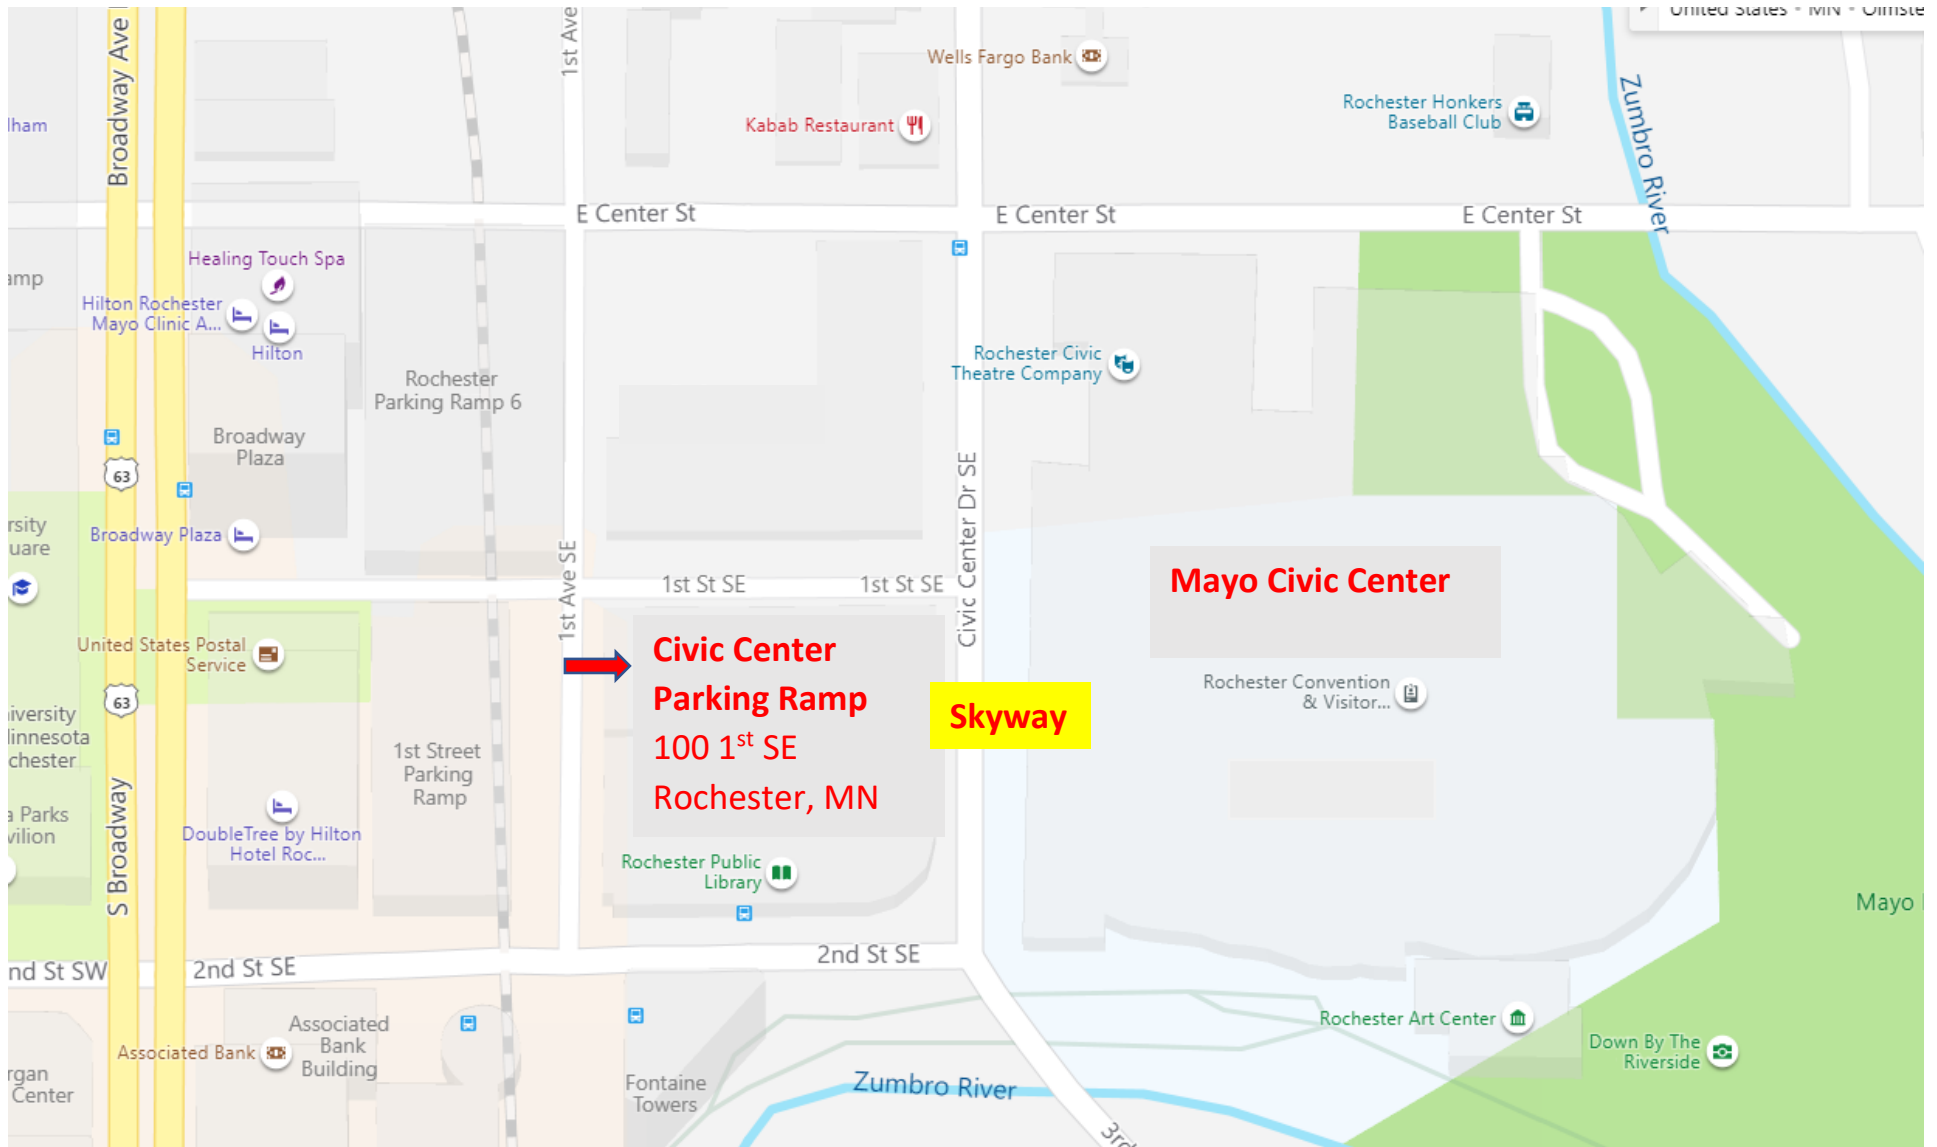 United States • MN • Olmste
Broadway Ave
1st Ave
Wells Fargo Bank
Zumbro River
Rochester Honkers
Baseball Club
lham
Kabab Restaurant
E Center St
E Center St
E Center St
Healing Touch Spa
amp
Hilton Rochester
Mayo Clinic A...
Hilton
Rochester Civic
Theatre Company
Rochester
Parking Ramp 6
Broadway
Plaza
63
Civic Center Dr SE
rsity
uare
Broadway Plaza
1st Ave SE
1st St SE
1st St SE
Mayo Civic Center
United States Postal
Service
Civic Center
Parking Ramp
100 1st SE
Rochester, MN
Skyway
Rochester Convention
& Visitor...
63
iversity
innesota
chester
1st Street
Parking
Ramp
S Broadway
a Parks
vilion
DoubleTree by Hilton
Hotel Roc...
Rochester Public
Library
Mayo
2nd St SE
nd St SW
2nd St SE
Associated
Bank
Building
Associated Bank
Rochester Art Center
Down By The
Riverside
rgan
Center
Fontaine
Towers
Zumbro River
3rd